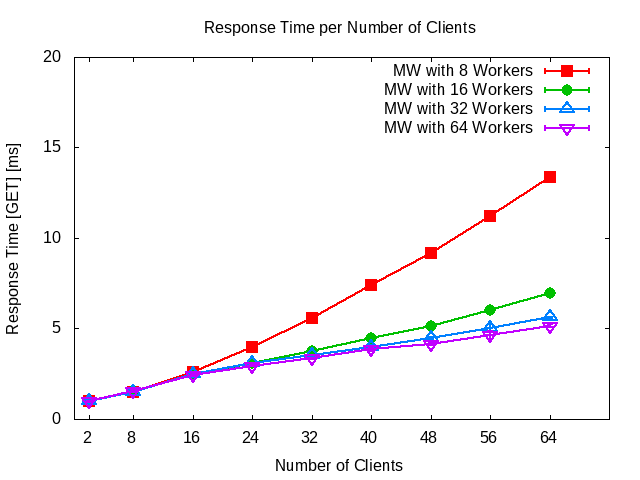 Response Time per Number of Clients
MW with 8 Workers
MW with 16 Workers
MW with 32 Workers
MW with 64 Workers
Response Time [GET] [ms]
20
15
10
5
0
2 8 16 24 32 40 48 56 64
Number of Clients